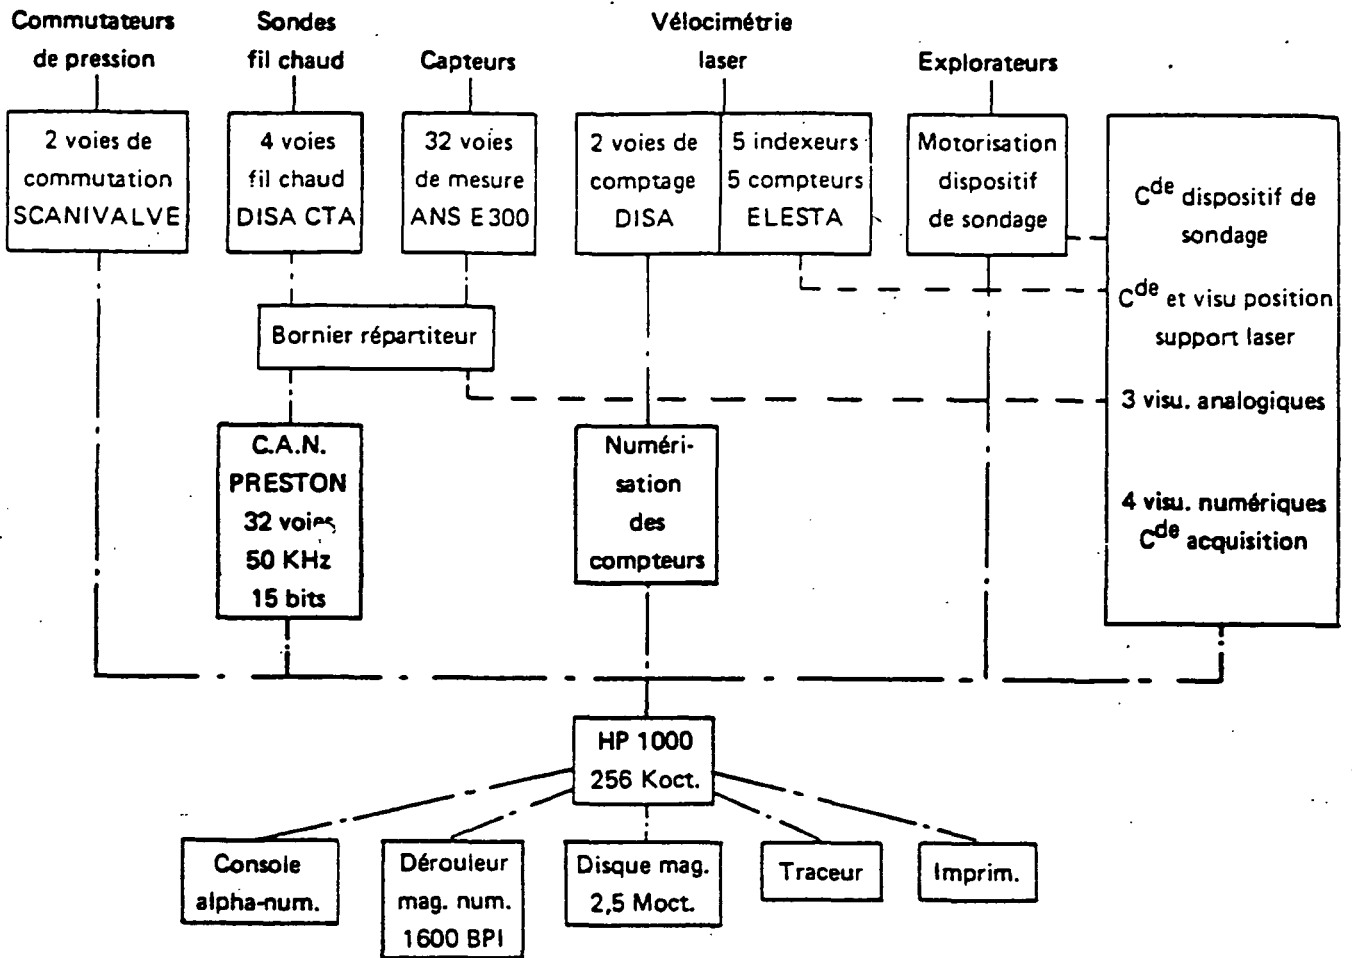 Commutateurs
de pression
Sondes
fil chaud
Capteurs
Vélocimétrie
laser
Explorateurs
2 voies de
commutation
SCANIVALVE
4 voies
fil chaud
DISA CTA
32 voies
de mesure
ANS E300
2 voies de
comptage
DISA
5 indexeurs
5 compteurs
ELESTA
Motorisation
dispositif
de sondage
Cde dispositif de
sondage
Cde et visu position
support laser
3 visu. analogiques
4 visu. numériques
Cde acquisition
Bornier répartiteur
C.A.N.
PRESTON
32 voies
50 KHz
15 bits
Numéri-
sation
des
compteurs
HP 1000
256 Koct.
Console
alpha-num.
Dérouleur
mag. num.
1600 BPI
Disque mag.
2,5 Moct.
Traceur
Imprim.